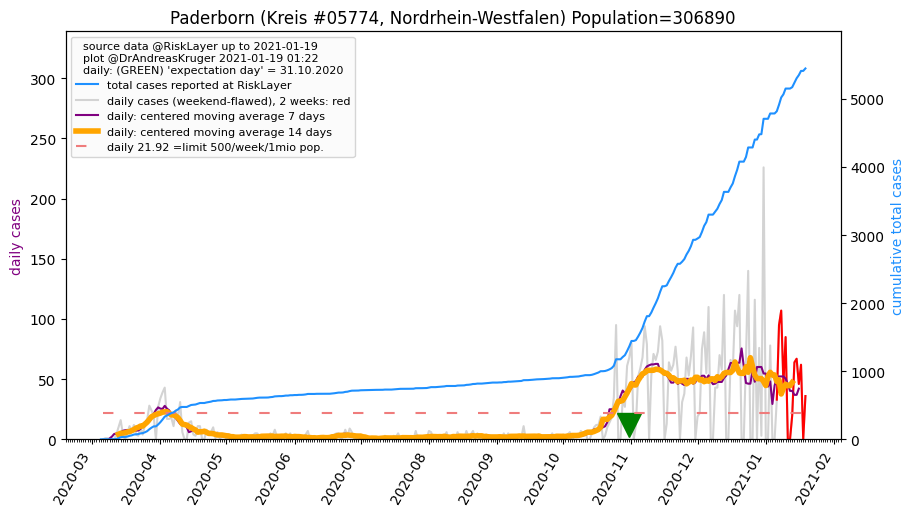 Paderborn (Kreis #05774, Nordrhein-Westfalen) Population=306890
source data @RiskLayer up to 2021-01-19
plot @DrAndreasKruger 2021-01-19 01:22
daily: (GREEN) 'expectation day' = 31.10.2020
total cases reported at RiskLayer
daily cases (weekend-flawed), 2 weeks: red
daily: centered moving average 7 days
daily: centered moving average 14 days
daily 21.92 =limit 500/week/1mio pop.
daily cases
300
250
200
150
100
50
0
cumulative total cases
5000
4000
3000
2000
1000
0
2020-03
2020-04
2020-05
2020-06
2020-07
2020-08
2020-09
2020-10
2020-11
2020-12
2021-01
2021-02